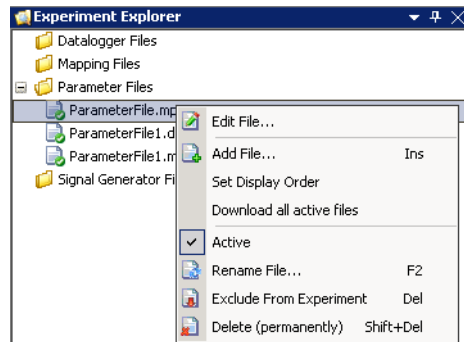 Experiment Explorer
Datalogger Files
Mapping Files
Parameter Files
ParameterFile.mp
ParameterFile1.d
ParameterFile1.m
Signal Generator Fi
Edit File...
Add File... Ins
Set Display Order
Download all active files
Active
Rename File... F2
Exclude From Experiment Del
Delete (permanently) Shift+Del